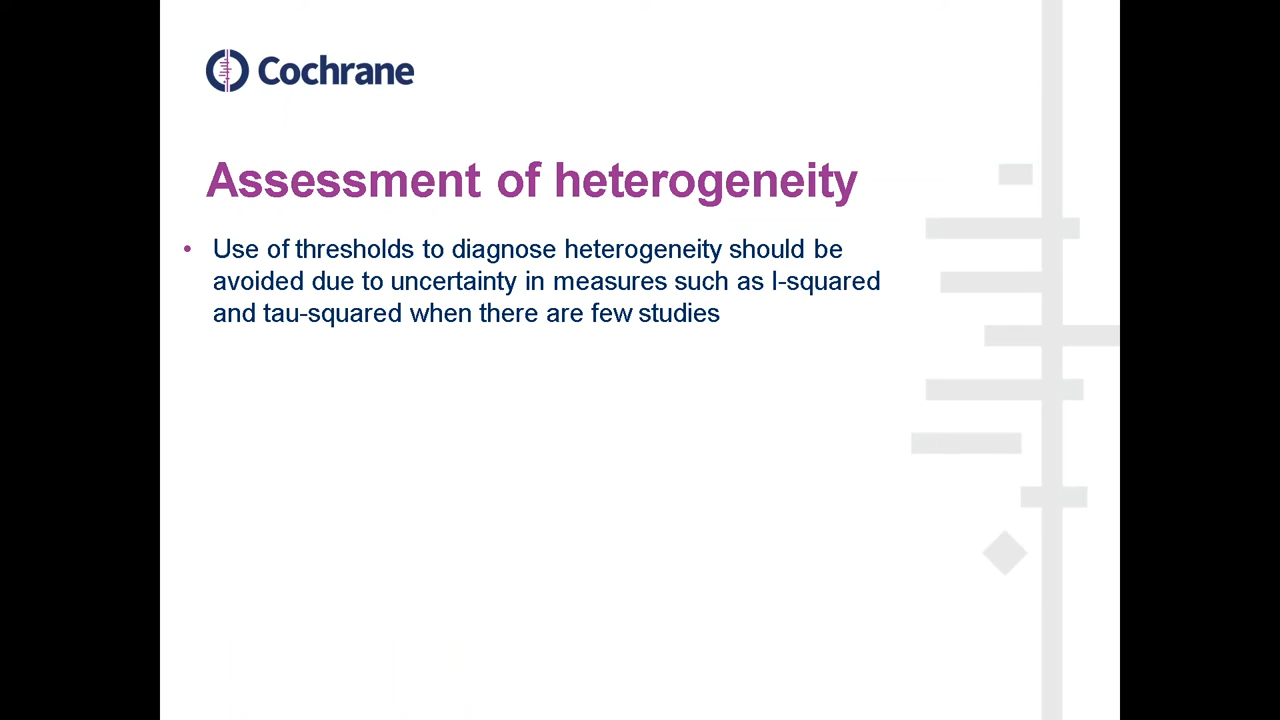 Cochrane
Assessment of heterogeneity
• Use of thresholds to diagnose heterogeneity should be
avoided due to uncertainty in measures such as I-squared
and tau-squared when there are few studies